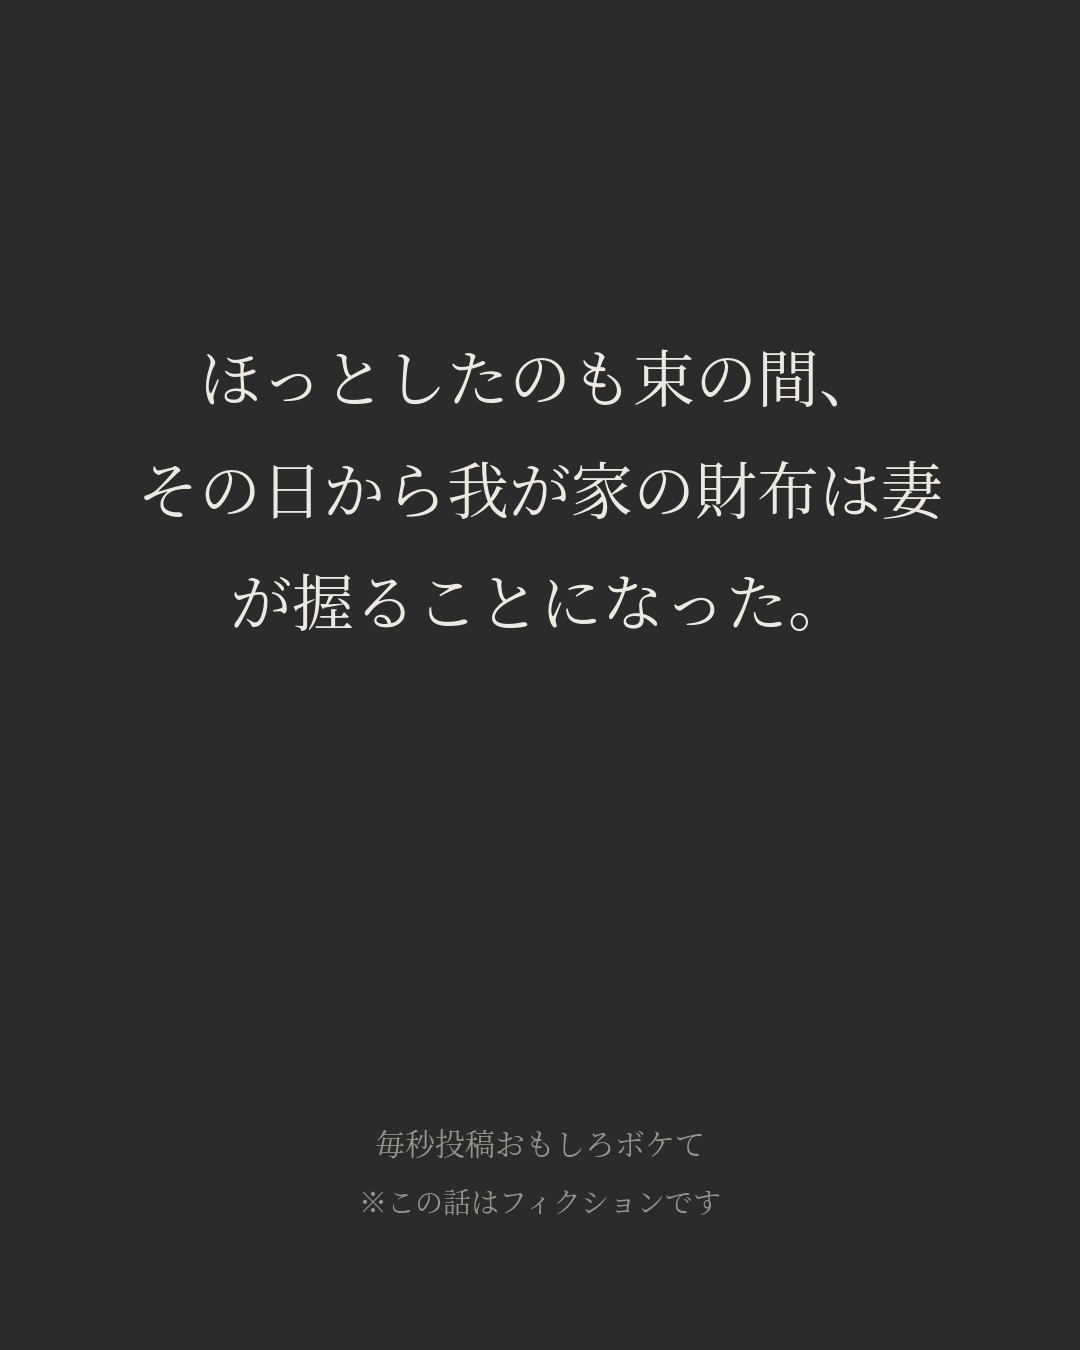 ほっとしたのも束の間、
その日から我が家の財布は妻
が握ることになった。
毎秒投稿おもしろボケて
※この話はフィクションです